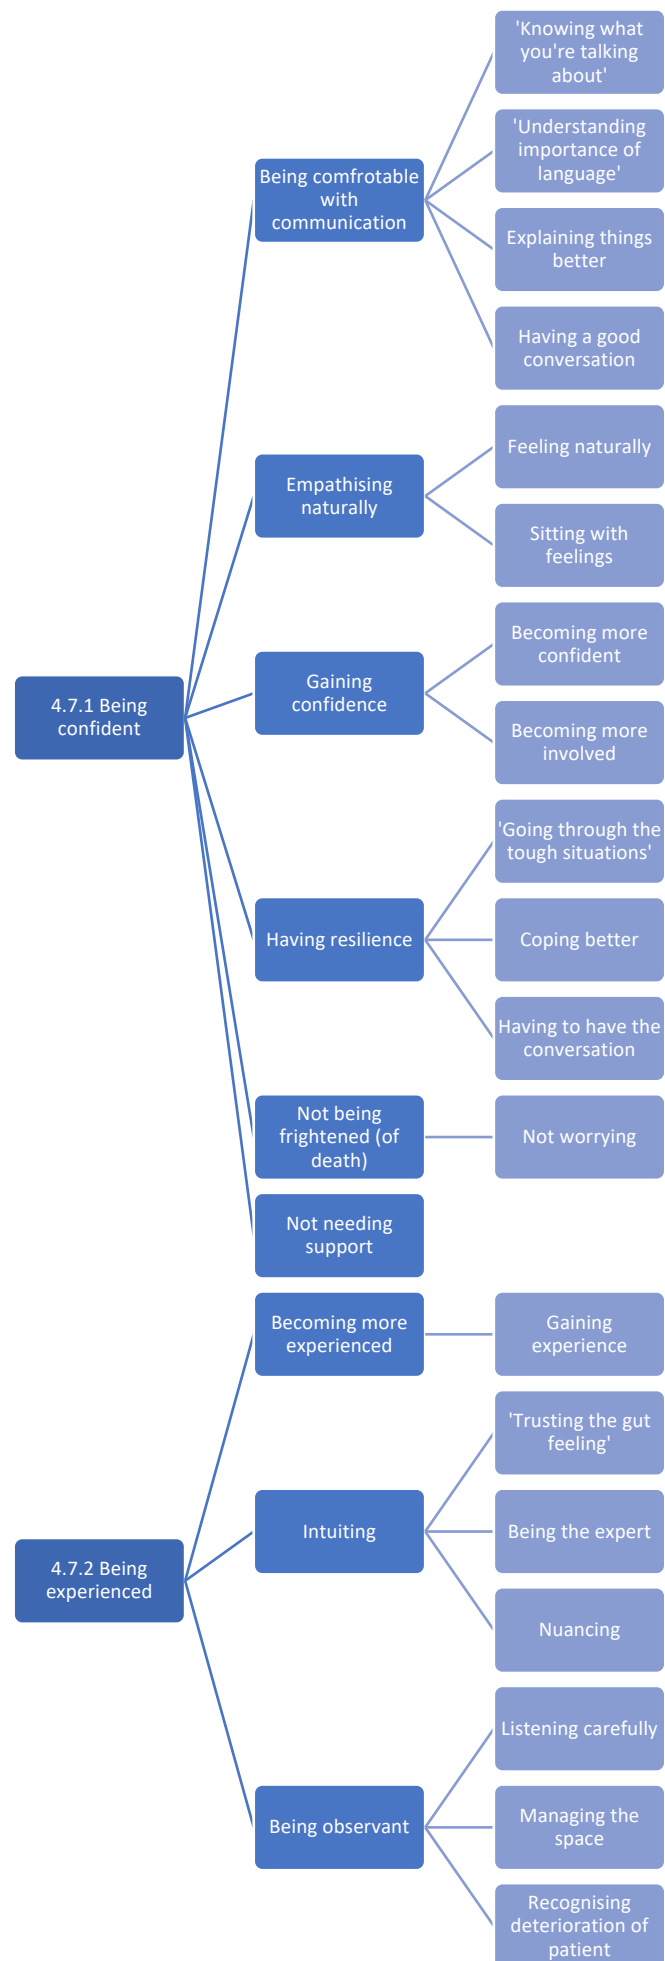 4.7.1 Being
confident
Being comfrotable
with
communication
'Knowing what
you're talking
about'
'Understanding
importance of
language'
Explaining things
better
Having a good
conversation
Empathising
naturally
Feeling naturally
Sitting with
feelings
Gaining
confidence
Becoming more
confident
Becoming more
involved
Having resilience
'Going through the
tough situations'
Coping better
Having to have the
conversation
Not being
frightened (of
death)
Not worrying
Not needing
support
4.7.2 Being
experienced
Becoming more
experienced
Gaining
experience
Intuiting
'Trusting the gut
feeling'
Being the expert
Nuancing
Being observant
Listening carefully
Managing the
space
Recognising
deterioration of
patient